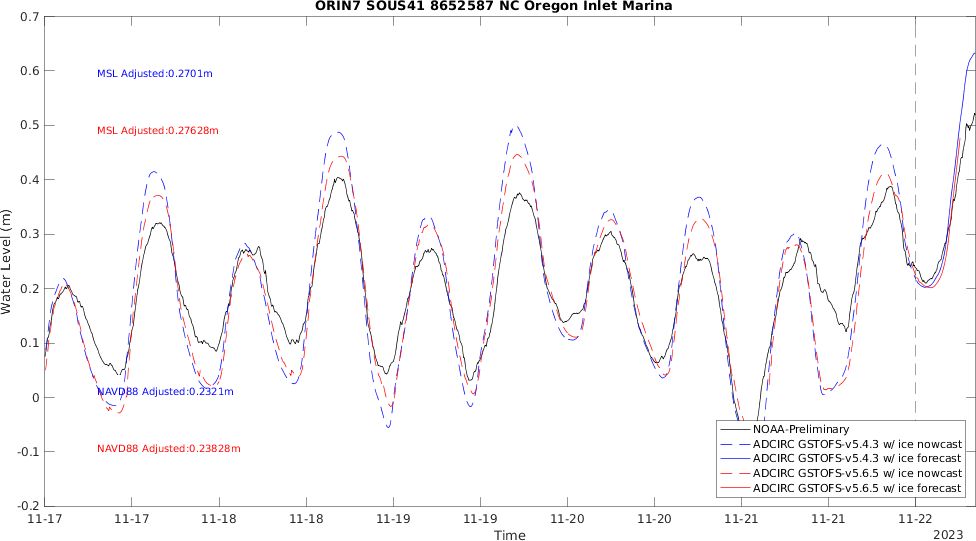 ORIN7 SOUS41 8652587 NC Oregon Inlet Marina
0.7
0.6
0.5
0.4
0.3
0.2
0.1
0
-0.1
-0.2
Water Level (m)
MSL Adjusted:0.2701m
MSL Adjusted:0.27628m
NAVD88 Adjusted:0.2321m
NAVD88 Adjusted:0.23828m
NOAA-Preliminary
ADCIRC GSTOFS-v5.4.3 w/ ice nowcast
ADCIRC GSTOFS-v5.4.3 w/ ice forecast
ADCIRC GSTOFS-v5.6.5 w/ ice nowcast
ADCIRC GSTOFS-v5.6.5 w/ ice forecast
11-17 11-17 11-18 11-18 11-19 11-19 11-20 11-20 11-21 11-21 11-22
Time
2023